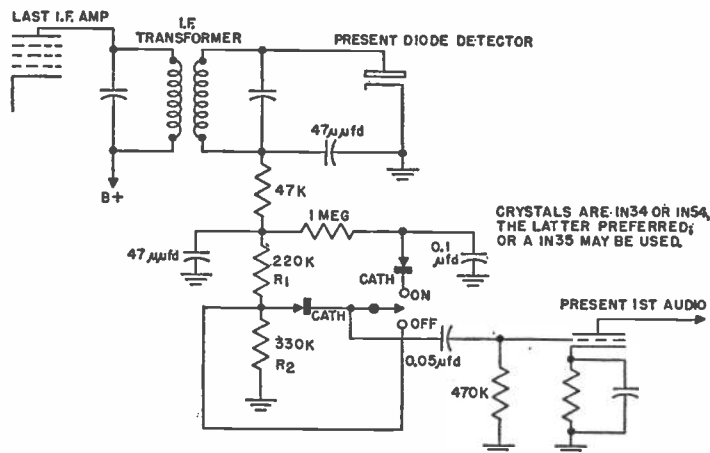 LAST I.F. AMP
I.F.
TRANSFORMER
PRESENT DIODE DETECTOR
47µµfd
B+
47K
1 MEG
CRYSTALS ARE IN34 OR IN54,
THE LATTER PREFERRED;
OR A IN35 MAY BE USED.
47µµfd
0.1
µfd
220K
R1
CATH
ON
CATH
OFF
PRESENT 1ST AUDIO
330K
R2
0.05µfd
470K